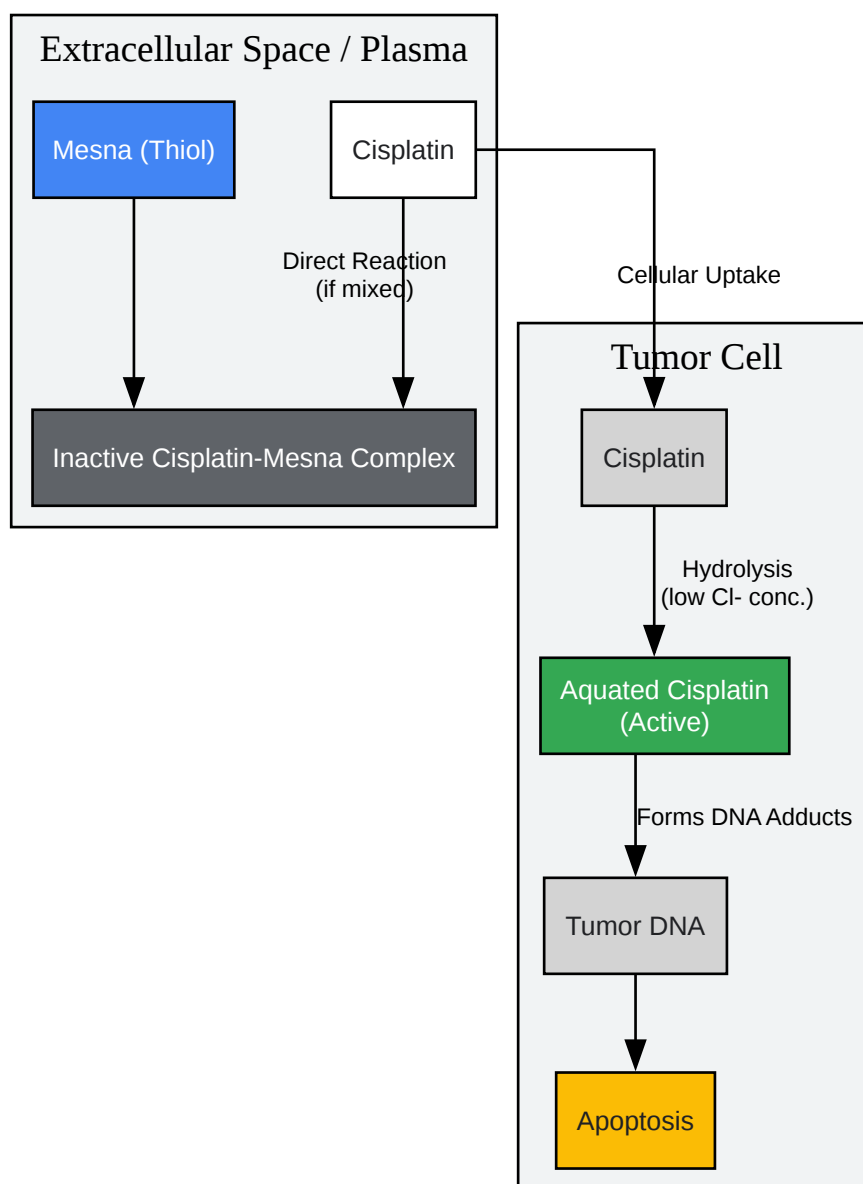 Extracellular Space / Plasma
Mesna (Thiol)
Cisplatin
Direct Reaction
(if mixed)
Inactive Cisplatin-Mesna Complex
Cellular Uptake
Tumor Cell
Cisplatin
Hydrolysis
(low Cl- conc.)
Aquated Cisplatin
(Active)
Forms DNA Adducts
Tumor DNA
Apoptosis